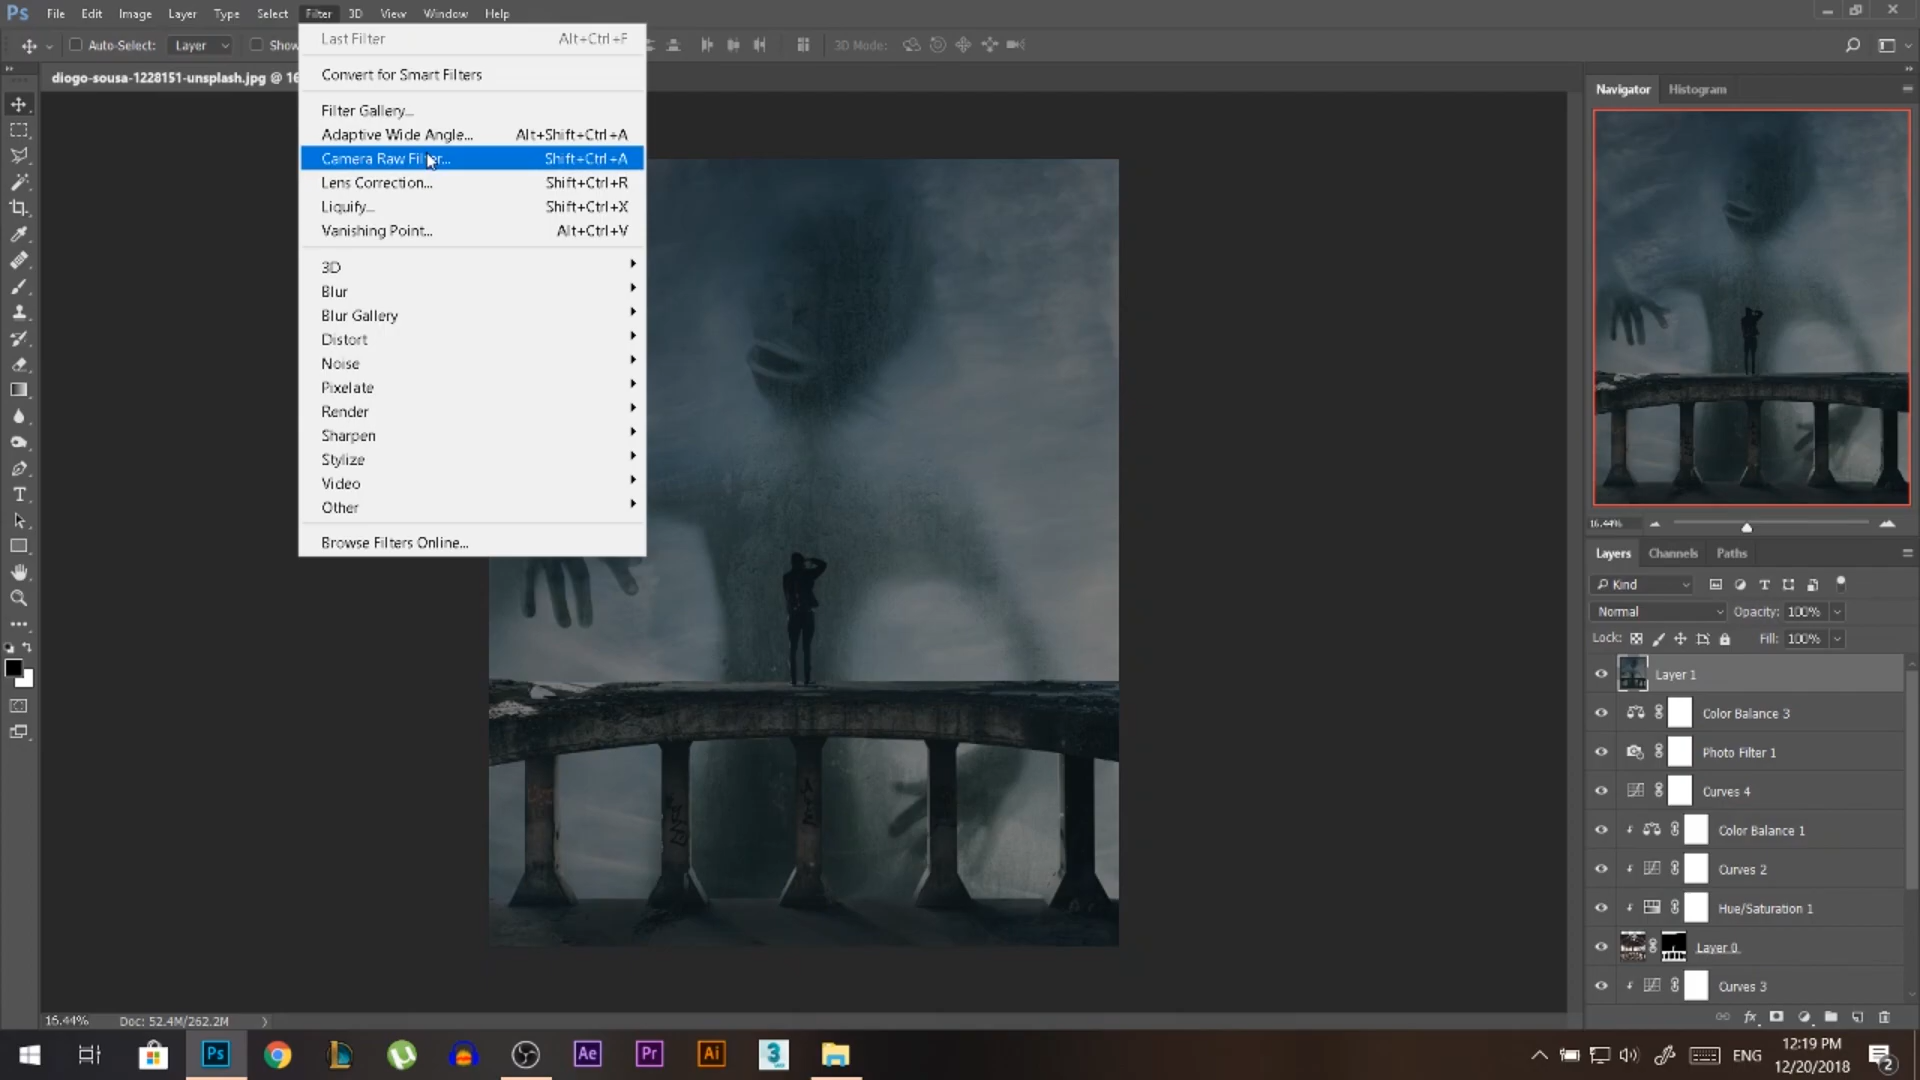 Ps File Edit Image Layer Type Select Filter 3D View Window Help
Auto-Select: Layer Show
3D Mode:
diogo-sousa-1228151-unsplash.jpg @ 16
Last Filter Alt+Ctrl+F
Convert for Smart Filters
Filter Gallery...
Adaptive Wide Angle... Alt+Shift+Ctrl+A
Camera Raw Filter... Shift+Ctrl+A
Lens Correction... Shift+Ctrl+R
Liquify... Shift+Ctrl+X
Vanishing Point... Alt+Ctrl+V
3D
Blur
Blur Gallery
Distort
Noise
Pixelate
Render
Sharpen
Stylize
Video
Other
Browse Filters Online...
Navigator Histogram
16.44%
Layers Channels Paths
Kind
Normal Opacity: 100%
Lock: Fill: 100%
Layer 1
Color Balance 3
Photo Filter 1
Curves 4
Color Balance 1
Curves 2
Hue/Saturation 1
Layer 0
Curves 3
fx
16.44% Doc: 52.4M/262.2M
Ps Ae Pr Ai 3
ENG
12:19 PM
12/20/2018
2